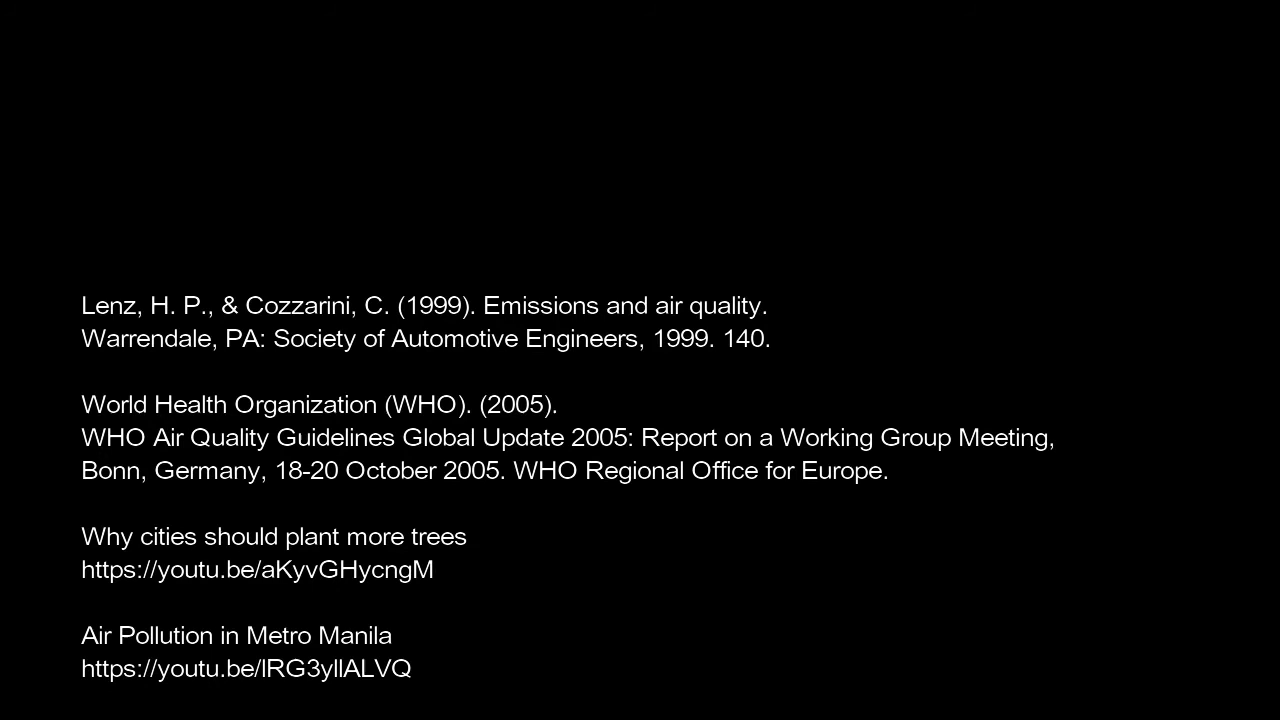 Lenz, H. P., & Cozzarini, C. (1999). Emissions and air quality.
Warrendale, PA: Society of Automotive Engineers, 1999. 140.
World Health Organization (WHO). (2005).
WHO Air Quality Guidelines Global Update 2005: Report on a Working Group Meeting,
Bonn, Germany, 18-20 October 2005. WHO Regional Office for Europe.
Why cities should plant more trees
https://youtu.be/aKyvGHycngM
Air Pollution in Metro Manila
https://youtu.be/lRG3yllALVQ